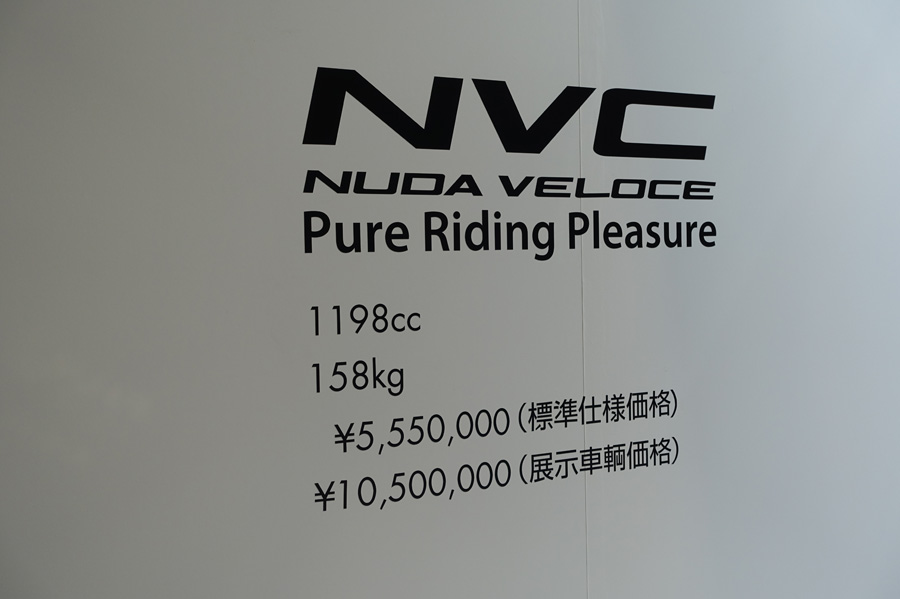 NVC
NUDA VELOCE
Pure Riding Pleasure
1198cc
158kg
¥5,550,000(標準仕様価格)
¥10,500,000(展示車輌価格)